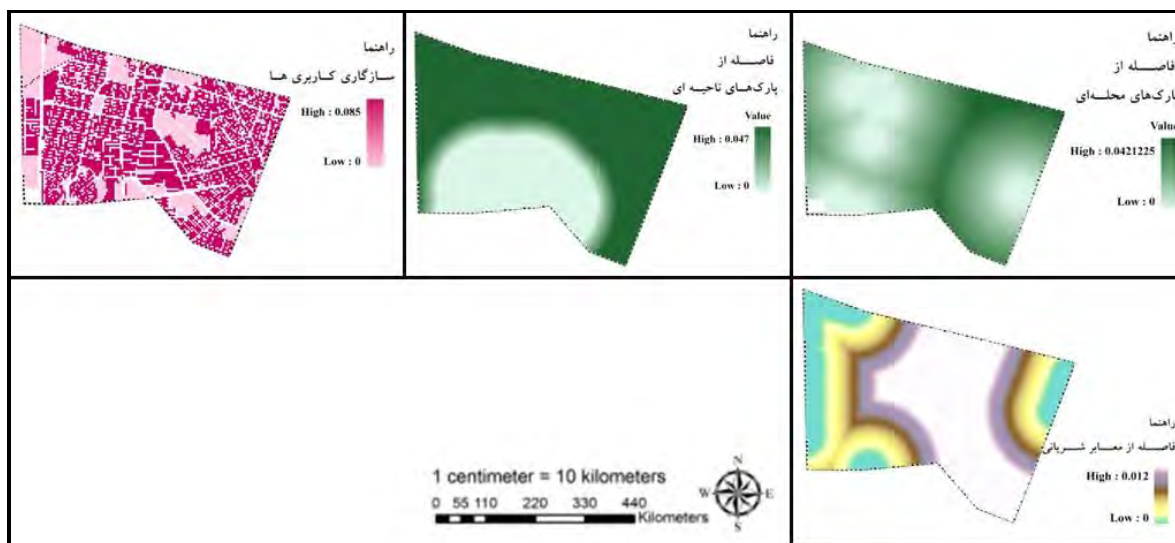 راهنما
سازگاری کاربری ها
High : 0.085
Low : 0
راهنما
فاصله از
پارک‌های ناحیه ای
Value
High : 0.047
Low : 0
راهنما
فاصله از
پارک‌های محله‌ای
Value
High : 0.0421225
Low : 0
1 centimeter = 10 kilometers
0 55 110 220 330 440
Kilometers
N
W E
S
راهنما
فاصله از معابر شریانی
High : 0.012
Low : 0